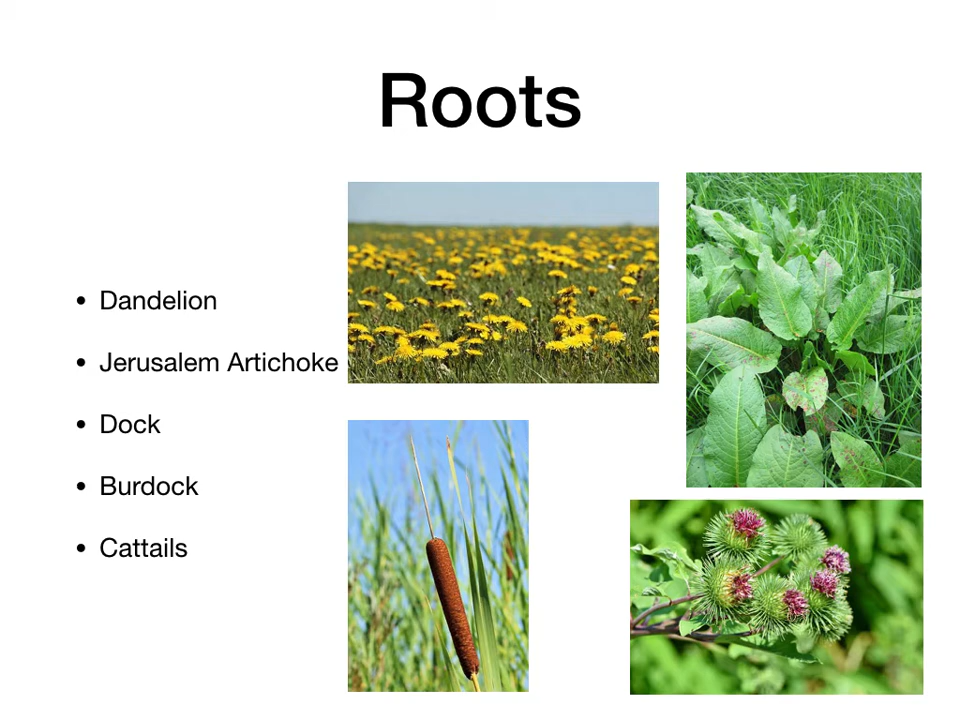 Roots
• Dandelion
• Jerusalem Artichoke
• Dock
• Burdock
• Cattails